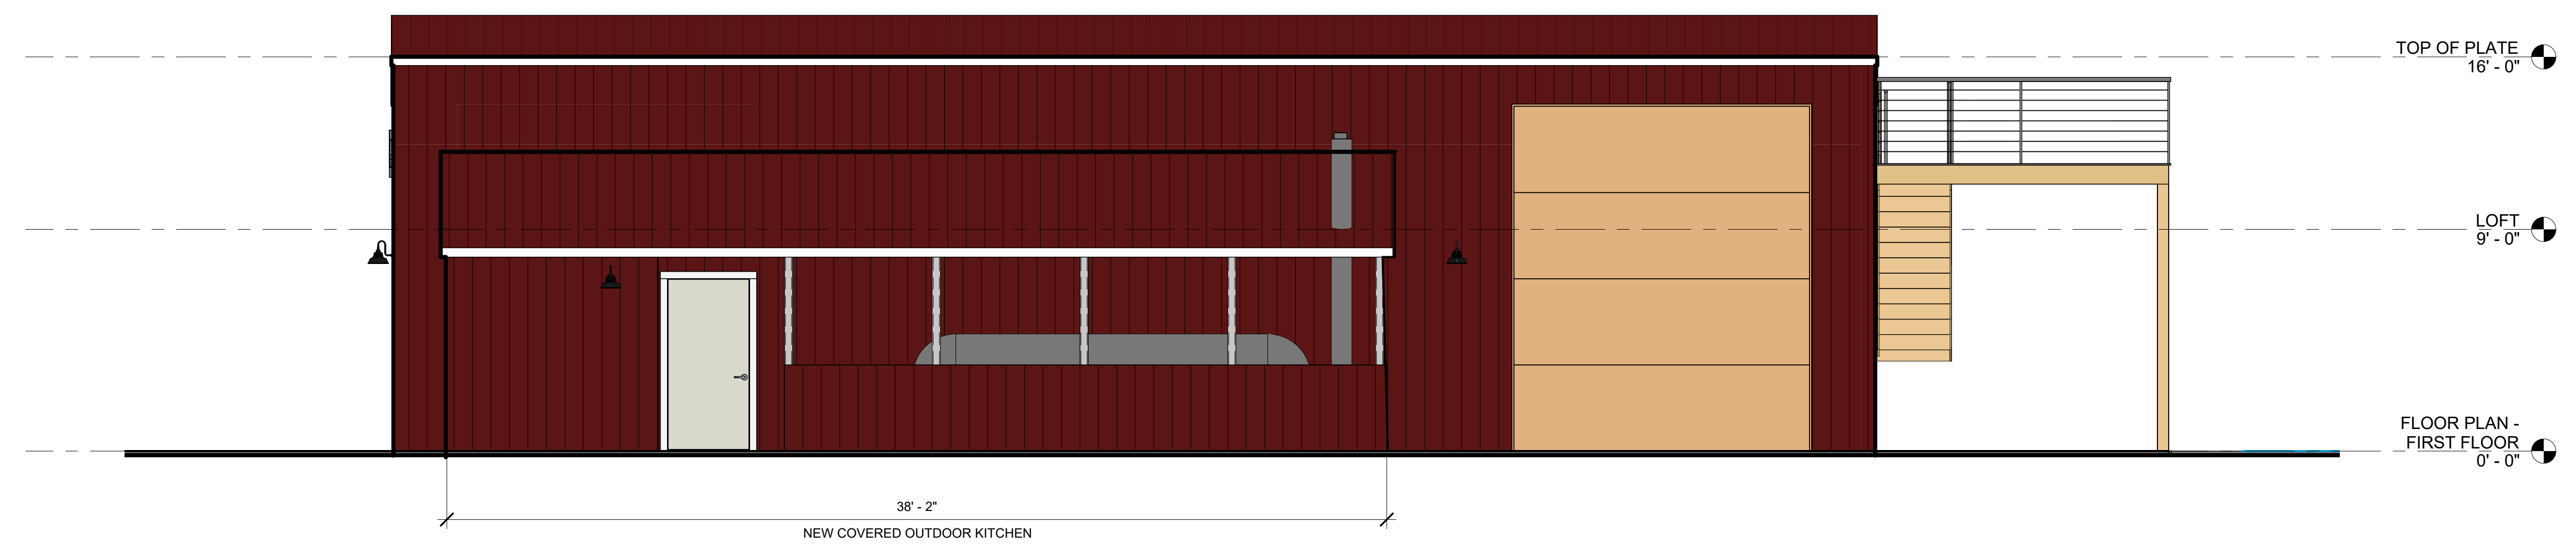 TOP OF PLATE
16' - 0"
LOFT
9' - 0"
FLOOR PLAN -
FIRST FLOOR
0' - 0"
38' - 2"
NEW COVERED OUTDOOR KITCHEN